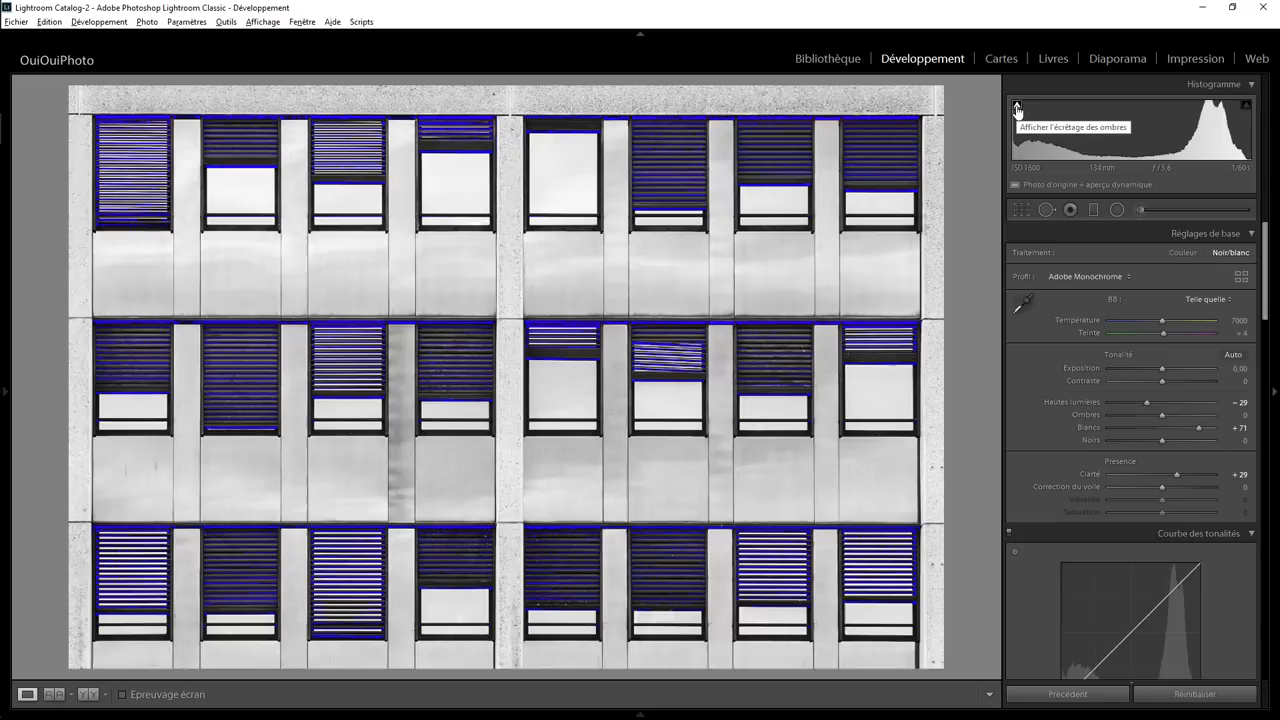 Lightroom Catalog-2 - Adobe Photoshop Lightroom Classic - Développement
Fichier Edition Développement Photo Paramètres Outils Affichage Fenêtre Aide Scripts
OuiOuiPhoto
Bibliothèque | Développement | Cartes | Livres | Diaporama | Impression | Web
Histogramme
Afficher l'écrêtage des ombres
ISO 1600 134 mm ƒ / 5,6 1/60 s
Photo d'origine + aperçu dynamique
Réglages de base
Traitement : Couleur Noir/blanc
Profil : Adobe Monochrome
BB : Telle quelle
Température 7000
Teinte + 4
Tonalité Auto
Exposition 0,00
Contraste 0
Hautes lumières - 29
Ombres 0
Blancs + 71
Noirs 0
Présence
Clarté + 29
Correction du voile 0
Vibrance 0
Saturation 0
Courbe des tonalités
Epreuvage écran
Précédent Réinitialiser